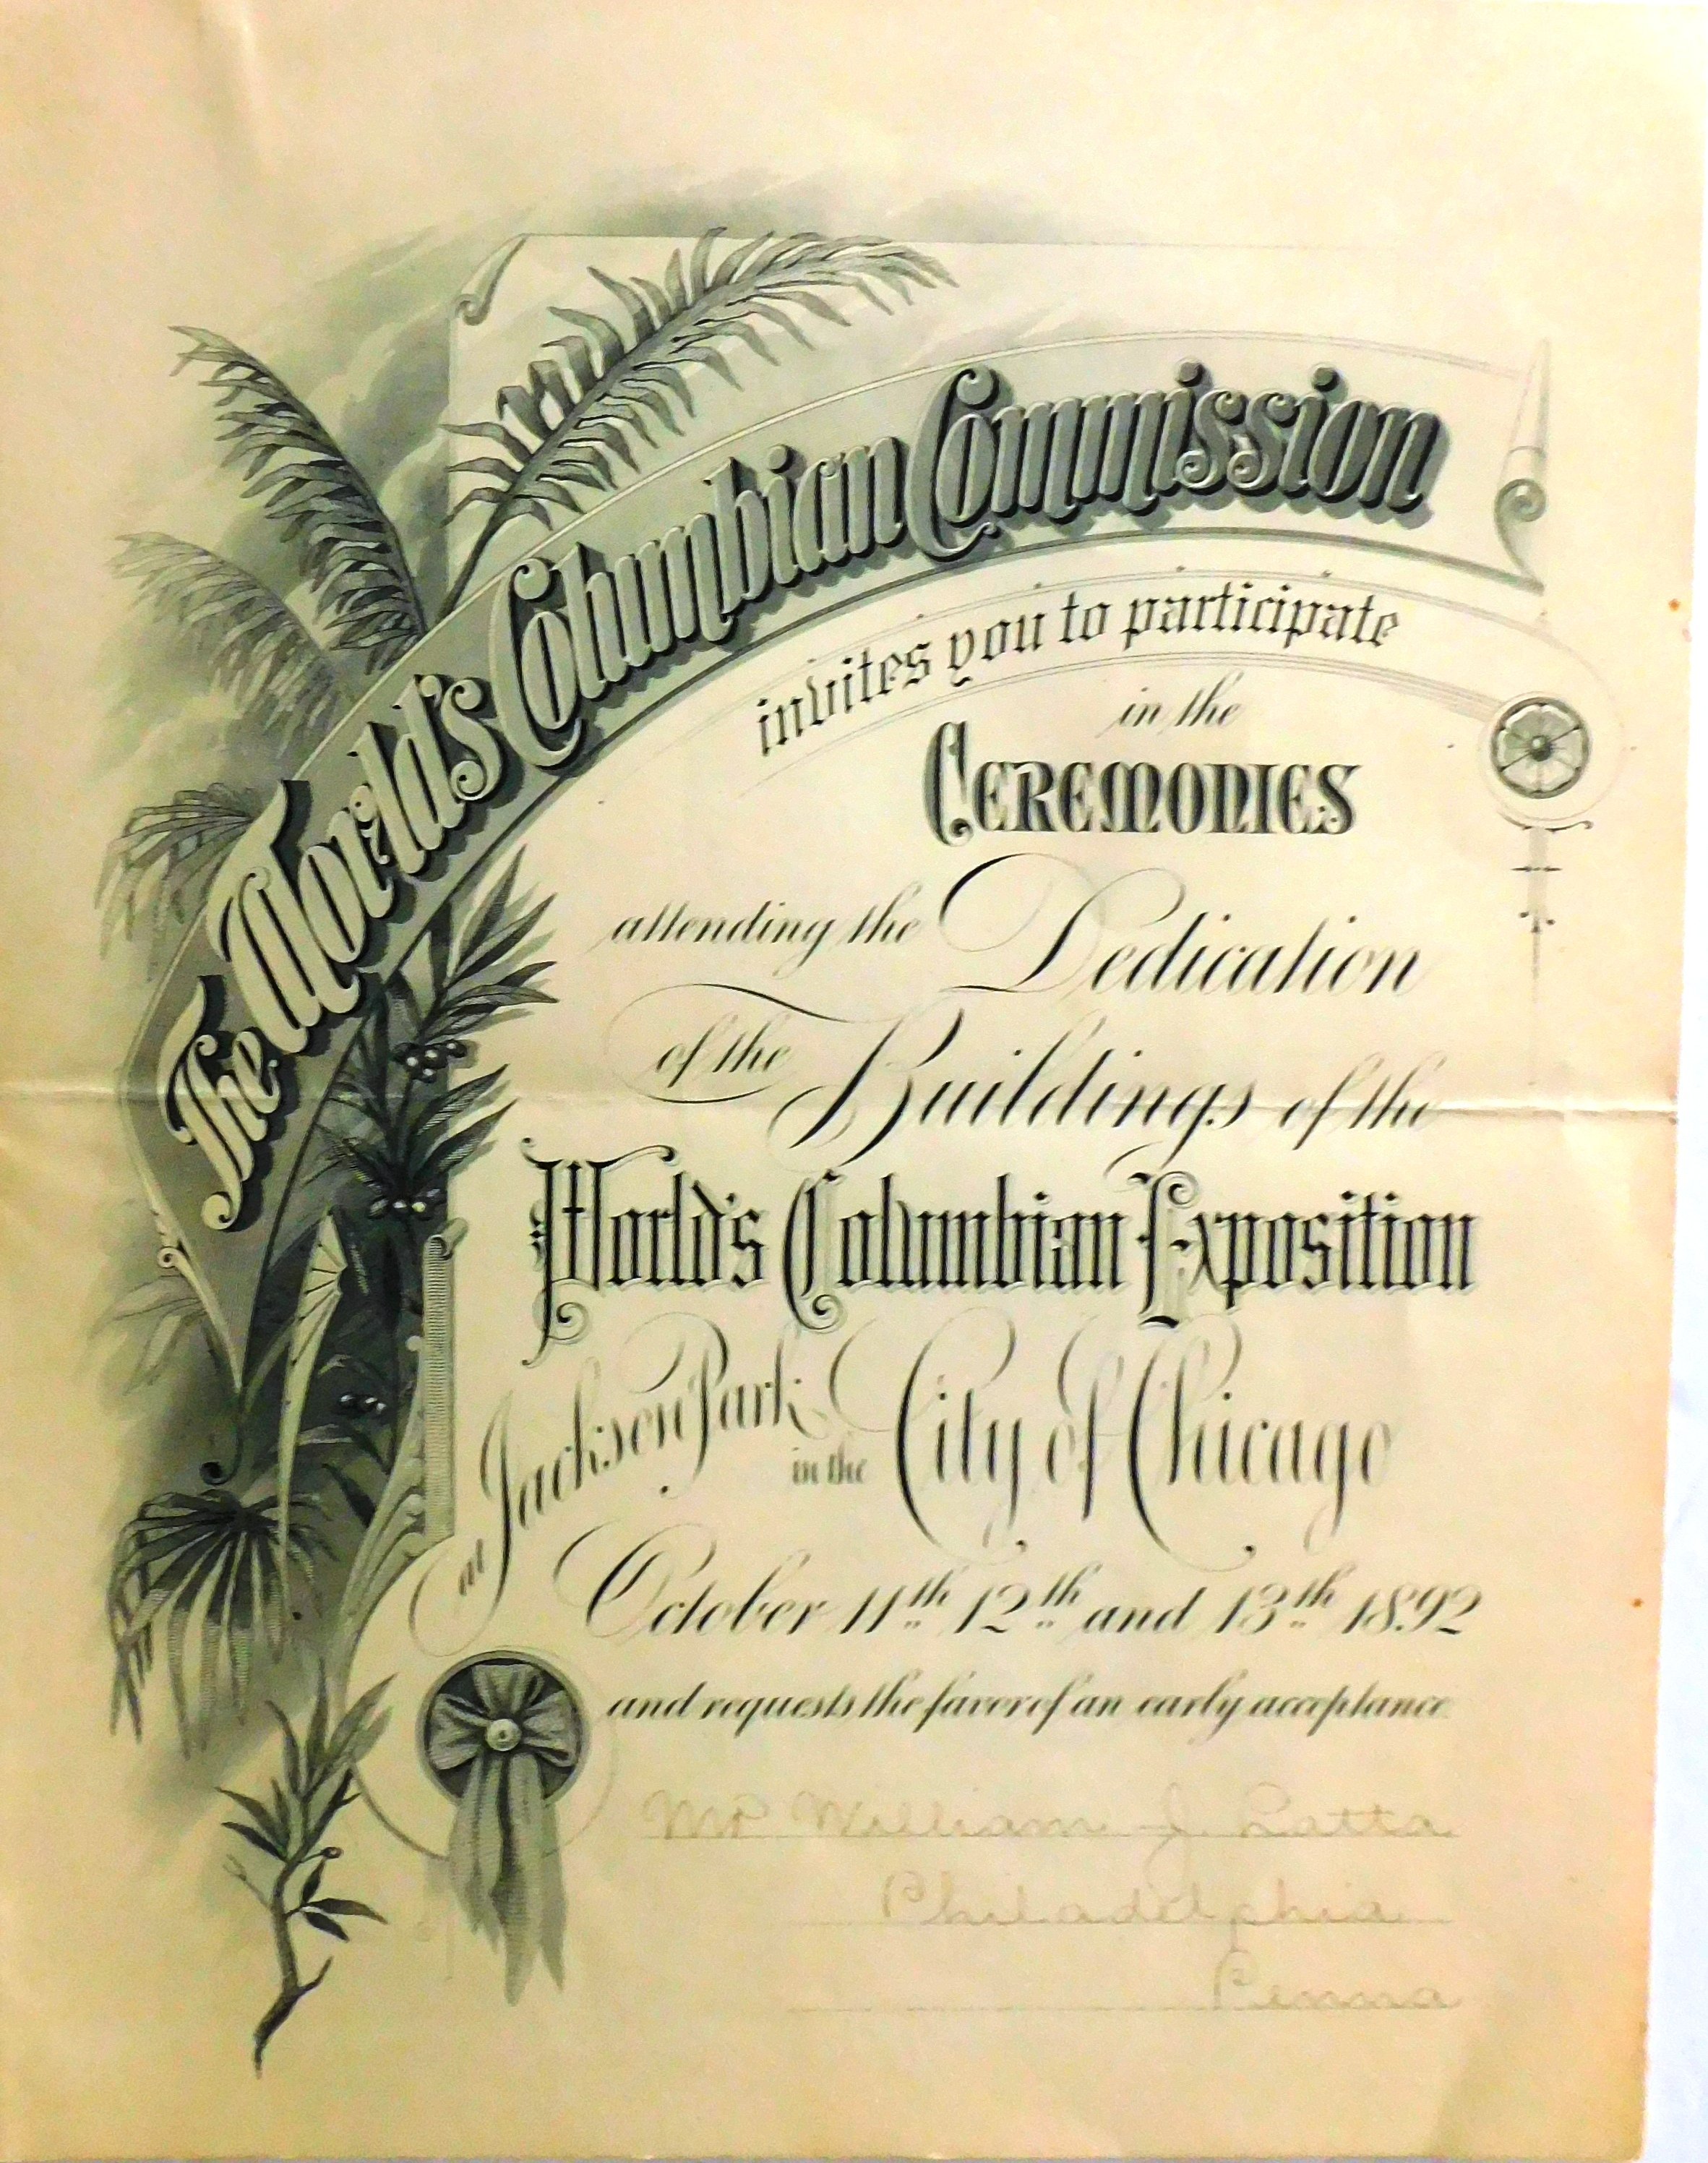 The World's Columbian Commission
invites you to participate
in the
CEREMONIES
attending the Dedication
of the Buildings of the
World's Columbian Exposition
in Jackson Park in the City of Chicago
October 11th 12th and 13th 1892
and requests the favor of an early acceptance
Mr William J. Latta
Philadelphia
Penna